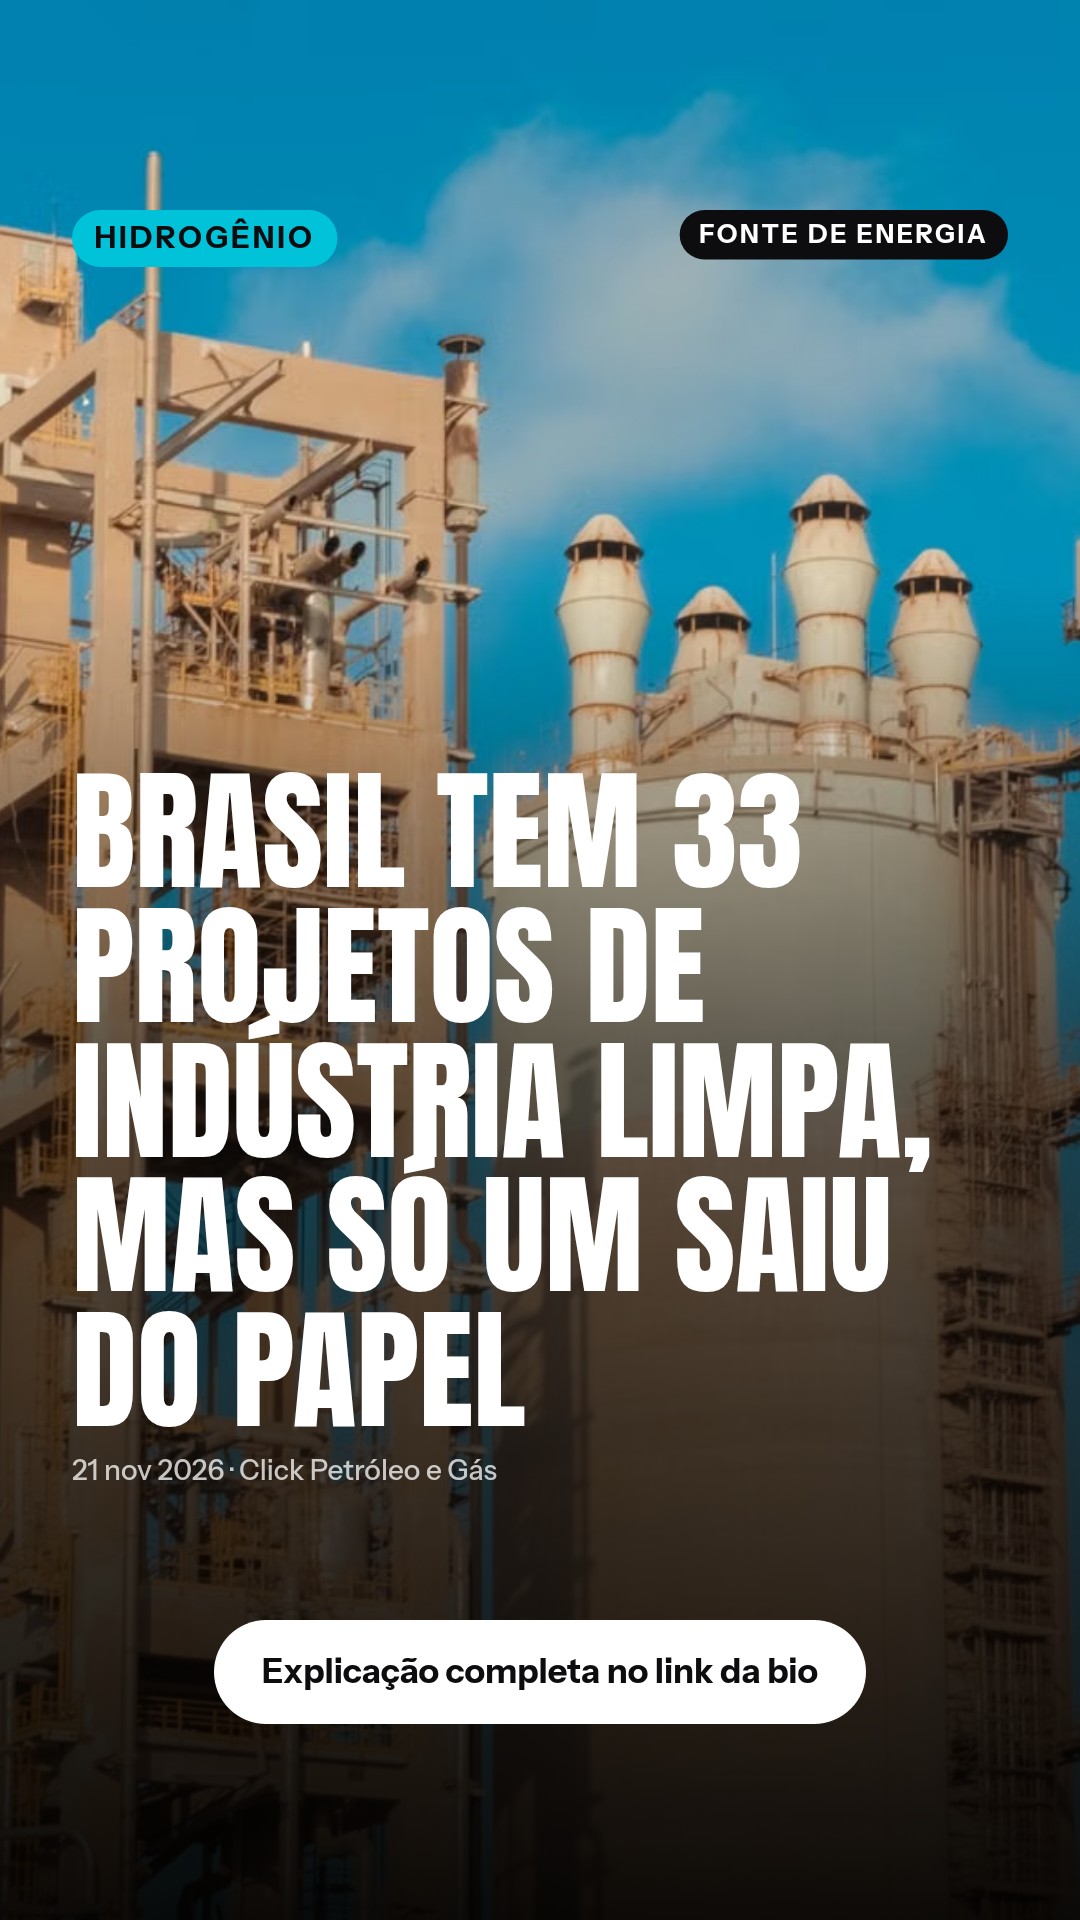 HIDROGÊNIO
FONTE DE ENERGIA
BRASIL TEM 33
PROJETOS DE
INDÚSTRIA LIMPA,
MAS SÓ UM SAIU
DO PAPEL
21 nov 2026 · Click Petróleo e Gás
Explicação completa no link da bio